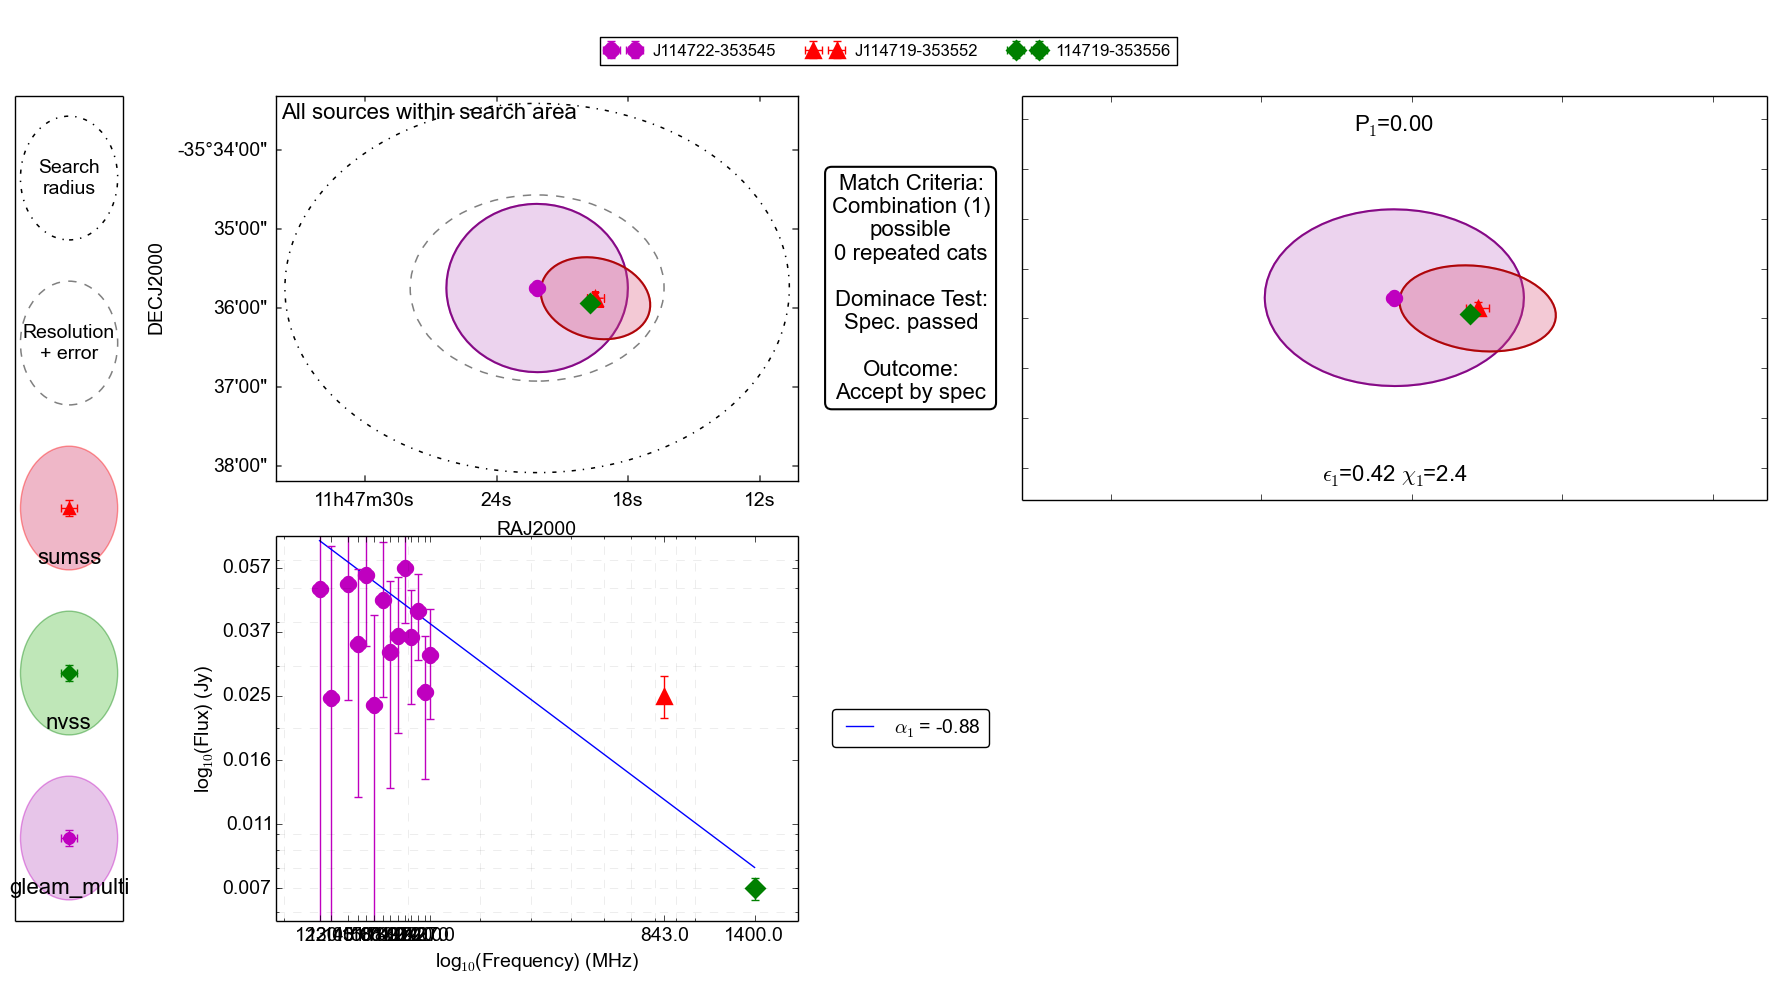 J114722-353545
J114719-353552
114719-353556
Search
radius
Resolution
+ error
sumss
nvss
gleam_multi
All sources within search area
DECJ2000
-35°34'00"
35'00"
36'00"
37'00"
38'00"
11h47m30s
24s
18s
12s
RAJ2000
Match Criteria:
Combination (1)
possible
0 repeated cats
Dominace Test:
Spec. passed
Outcome:
Accept by spec
P₁=0.00
ϵ₁=0.42 χ₁=2.4
log₁₀(Flux) (Jy)
0.057
0.037
0.025
0.016
0.011
0.007
843.0
1400.0
log₁₀(Frequency) (MHz)
α₁ = -0.88